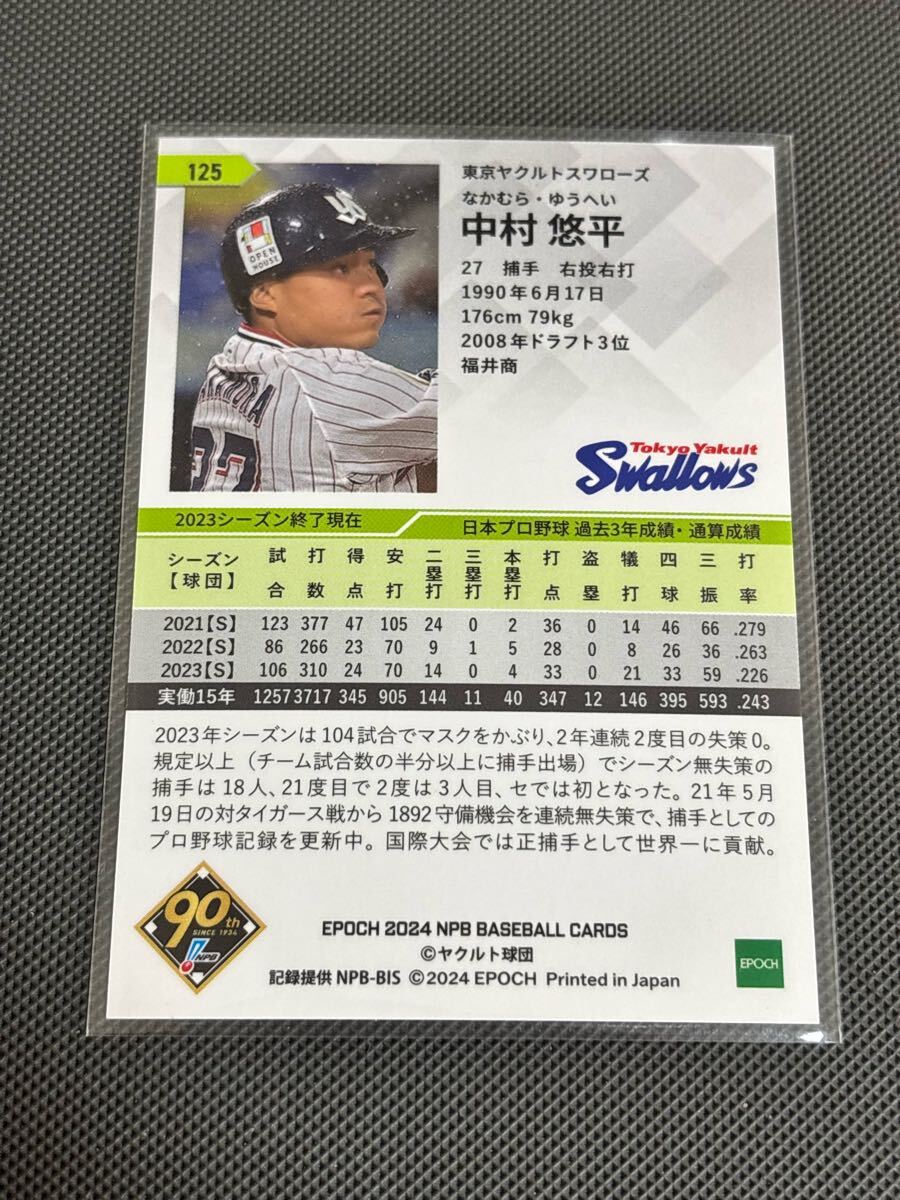 125
東京ヤクルトスワローズ
なかむら・ゆうへい
中村 悠平
27 捕手 右投右打
1990年6月17日
176cm 79kg
2008年ドラフト3位
福井商
OPEN
HOUSE
Tokyo Yakult
Swallows
2023シーズン終了現在
日本プロ野球 過去3年成績・通算成績
シーズン【球団】 試合 打数 得点 安打 二塁打 三塁打 本塁打 打点 盗塁 犠打 四球 三振 打率
2021【S】 123 377 47 105 24 0 2 36 0 14 46 66 .279
2022【S】 86 266 23 70 9 1 5 28 0 8 26 36 .263
2023【S】 106 310 24 70 14 0 4 33 0 21 33 59 .226
実働15年 1257 3717 345 905 144 11 40 347 12 146 395 593 .243
2023年シーズンは104試合でマスクをかぶり、2年連続2度目の失策0。
規定以上（チーム試合数の半分以上に捕手出場）でシーズン無失策の
捕手は18人、21度目で2度は3人目、セでは初となった。21年5月
19日の対タイガース戦から1892守備機会を連続無失策で、捕手としての
プロ野球記録を更新中。国際大会では正捕手として世界一に貢献。
90th
SINCE 1934
NPB
EPOCH 2024 NPB BASEBALL CARDS
©ヤクルト球団
記録提供 NPB-BIS ©2024 EPOCH Printed in Japan
EPOCH